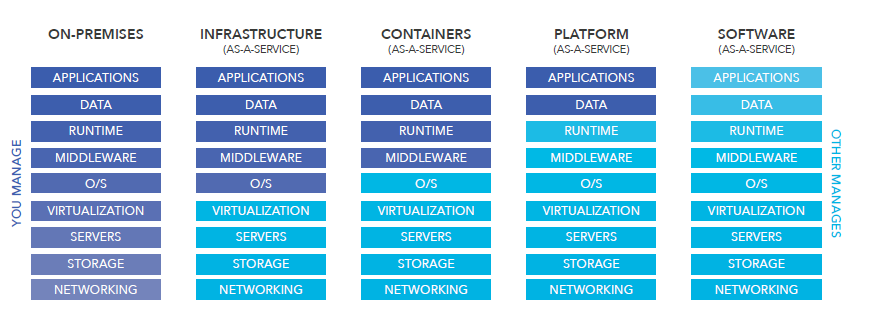 ON-PREMISES
INFRASTRUCTURE
(AS-A-SERVICE)
CONTAINERS
(AS-A-SERVICE)
PLATFORM
(AS-A-SERVICE)
SOFTWARE
(AS-A-SERVICE)
YOU MANAGE
APPLICATIONS
DATA
RUNTIME
MIDDLEWARE
O/S
VIRTUALIZATION
SERVERS
STORAGE
NETWORKING
APPLICATIONS
DATA
RUNTIME
MIDDLEWARE
O/S
VIRTUALIZATION
SERVERS
STORAGE
NETWORKING
APPLICATIONS
DATA
RUNTIME
MIDDLEWARE
O/S
VIRTUALIZATION
SERVERS
STORAGE
NETWORKING
APPLICATIONS
DATA
RUNTIME
MIDDLEWARE
O/S
VIRTUALIZATION
SERVERS
STORAGE
NETWORKING
APPLICATIONS
DATA
RUNTIME
MIDDLEWARE
O/S
VIRTUALIZATION
SERVERS
STORAGE
NETWORKING
OTHER MANAGES